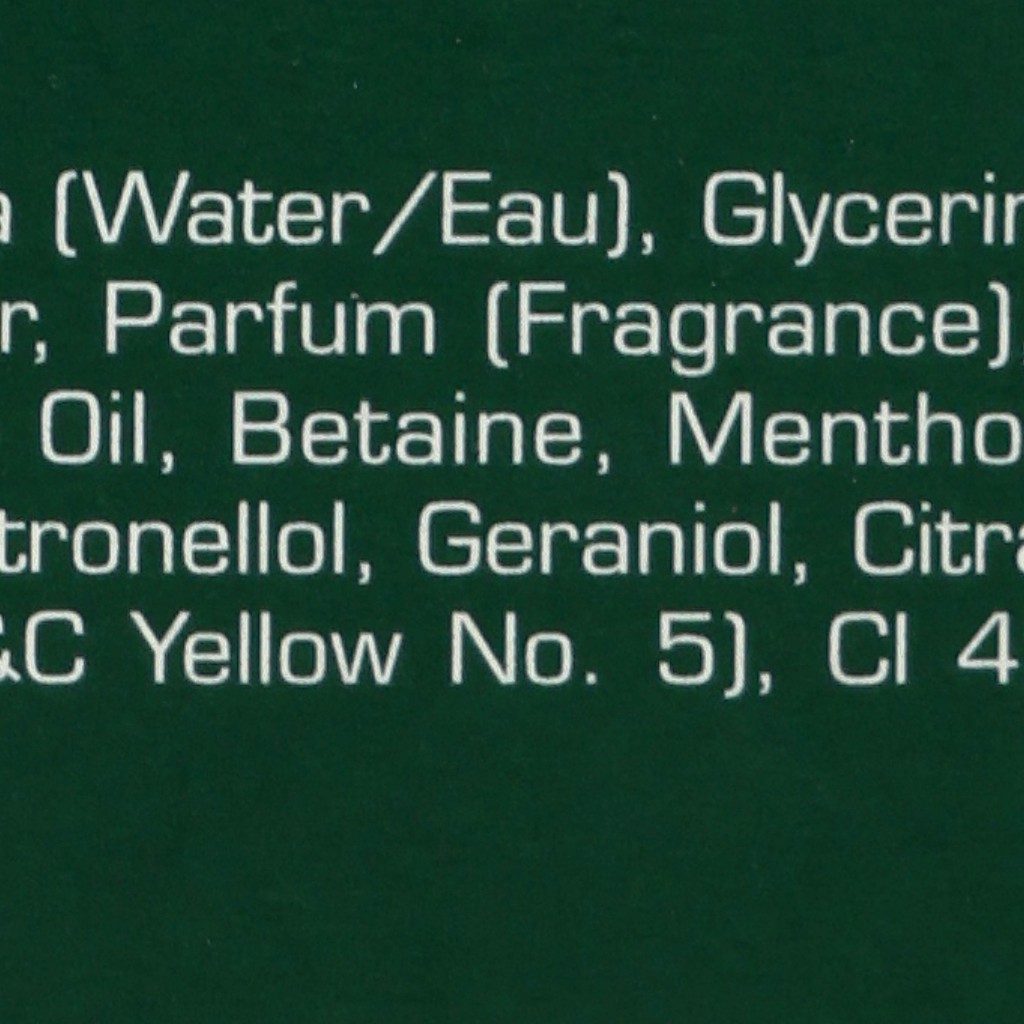 a (Water/Eau), Glycerin
r, Parfum (Fragrance),
Oil, Betaine, Mentho
tronellol, Geraniol, Citra
&C Yellow No. 5), CI 4